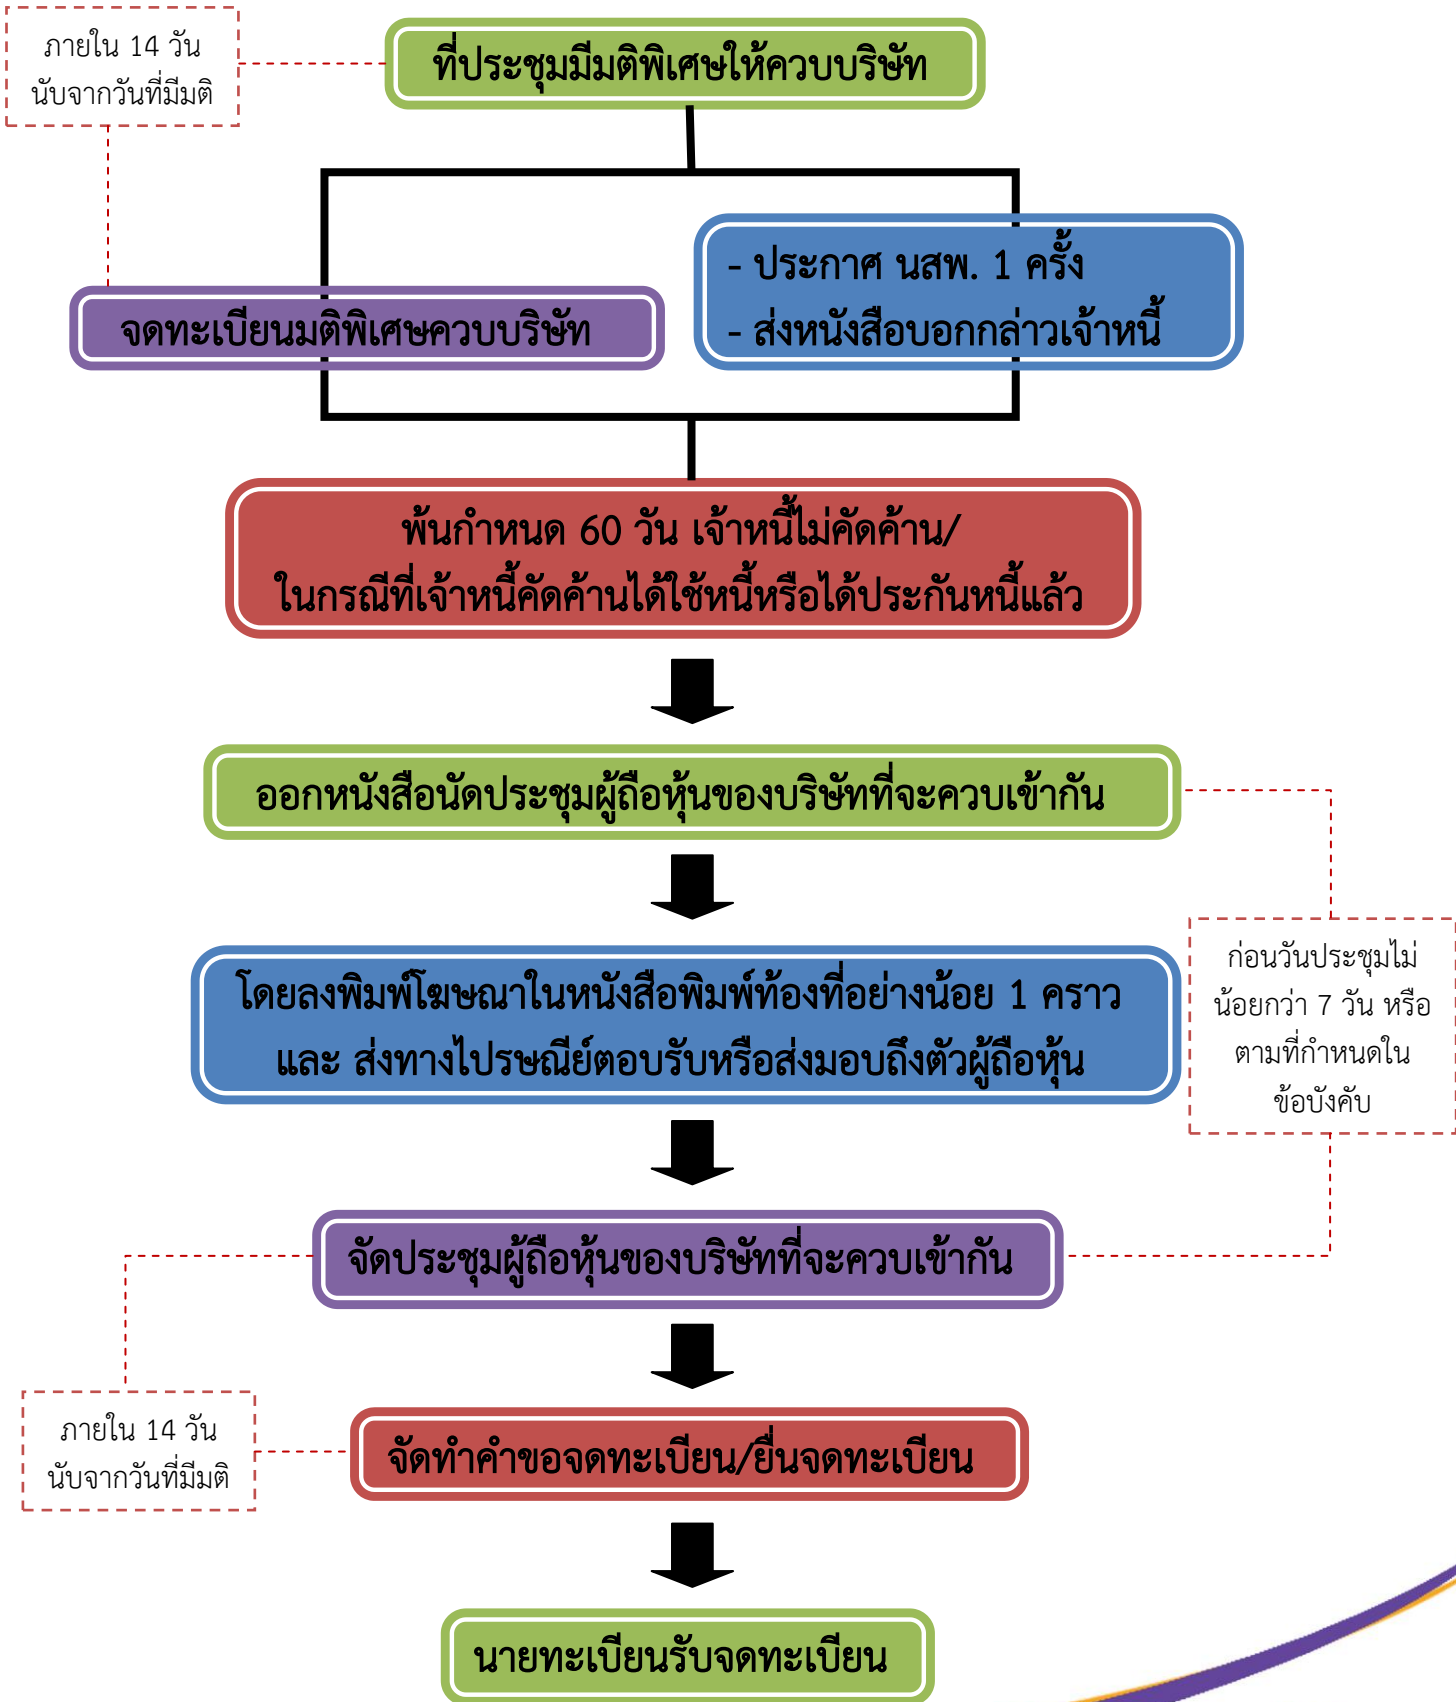 ภายใน 14 วัน
นับจากวันที่มีมติ
ที่ประชุมมีมติพิเศษให้ควบบริษัท
- ประกาศ นสพ. 1 ครั้ง
- ส่งหนังสือบอกกล่าวเจ้าหนี้
จดทะเบียนมติพิเศษควบบริษัท
พ้นกำหนด 60 วัน เจ้าหนี้ไม่คัดค้าน/
ในกรณีที่เจ้าหนี้คัดค้านได้ใช้หนี้หรือได้ประกันหนี้แล้ว
ออกหนังสือนัดประชุมผู้ถือหุ้นของบริษัทที่จะควบเข้ากัน
โดยลงพิมพ์โฆษณาในหนังสือพิมพ์ท้องที่อย่างน้อย 1 คราว
และ ส่งทางไปรษณีย์ตอบรับหรือส่งมอบถึงตัวผู้ถือหุ้น
ก่อนวันประชุมไม่
น้อยกว่า 7 วัน หรือ
ตามที่กำหนดใน
ข้อบังคับ
จัดประชุมผู้ถือหุ้นของบริษัทที่จะควบเข้ากัน
ภายใน 14 วัน
นับจากวันที่มีมติ
จัดทำคำขอจดทะเบียน/ยื่นจดทะเบียน
นายทะเบียนรับจดทะเบียน